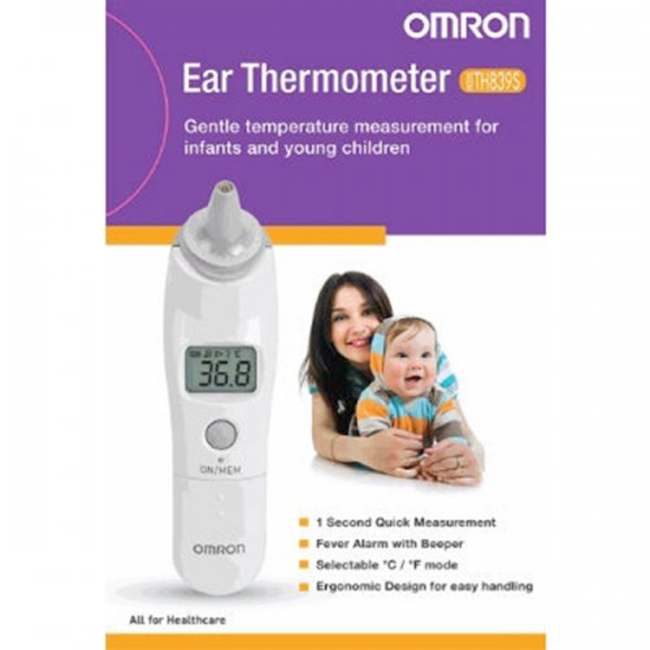 OMRON
Ear Thermometer TH839S
Gentle temperature measurement for
infants and young children
36.8
ON/MEM
OMRON
1 Second Quick Measurement
Fever Alarm with Beeper
Selectable °C / °F mode
Ergonomic Design for easy handling
All for Healthcare